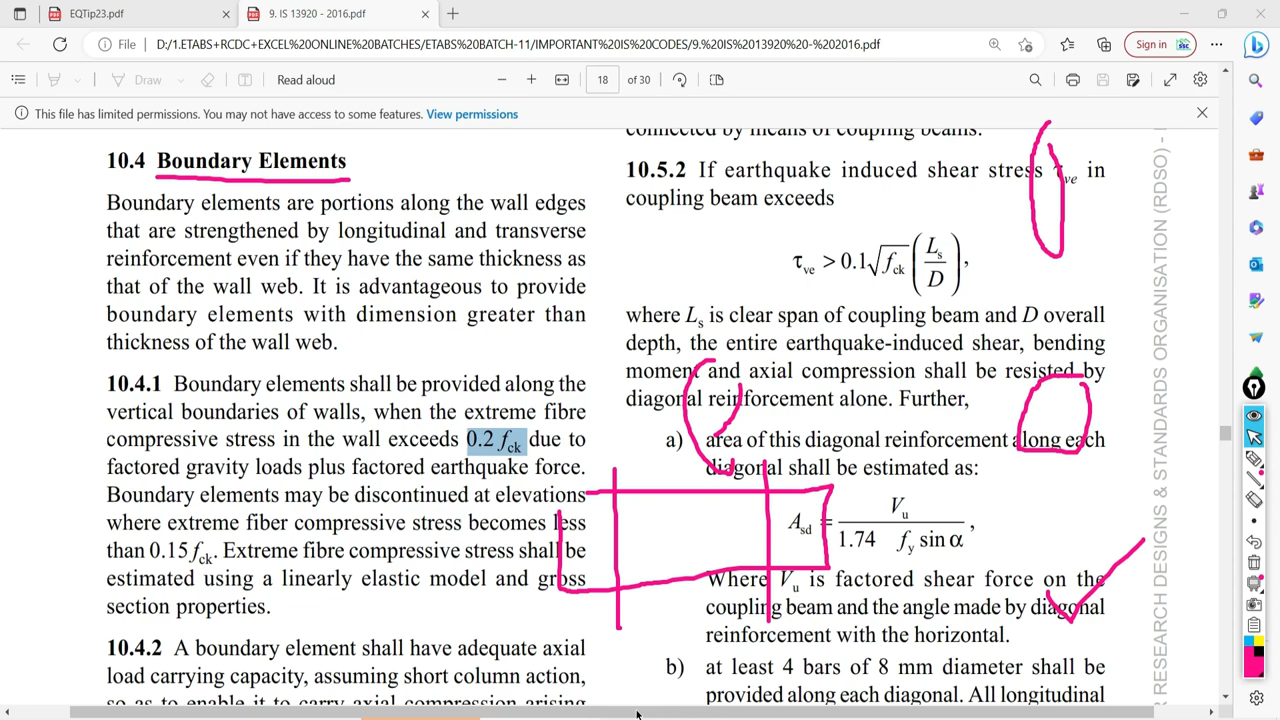 EQTip23.pdf
9. IS 13920 - 2016.pdf
File
D:/1.ETABS+RCDC+EXCEL%20ONLINE%20BATCHES/ETABS%20BATCH-11/IMPORTANT%20IS%20CODES/9.%20IS%2013920%20-%202016.pdf
Sign in
Draw
Read aloud
18
of 30
This file has limited permissions. You may not have access to some features. View permissions
10.4 Boundary Elements
Boundary elements are portions along the wall edges
that are strengthened by longitudinal and transverse
reinforcement even if they have the same thickness as
that of the wall web. It is advantageous to provide
boundary elements with dimension greater than
thickness of the wall web.
10.4.1 Boundary elements shall be provided along the
vertical boundaries of walls, when the extreme fibre
compressive stress in the wall exceeds 0.2 fck due to
factored gravity loads plus factored earthquake force.
Boundary elements may be discontinued at elevations
where extreme fiber compressive stress becomes less
than 0.15 fck. Extreme fibre compressive stress shall be
estimated using a linearly elastic model and gross
section properties.
10.4.2 A boundary element shall have adequate axial
load carrying capacity, assuming short column action,
so as to enable it to carry axial compression arising
connected by means of coupling beams.
10.5.2 If earthquake induced shear stress τve in
coupling beam exceeds
τve > 0.1√fck (Ls/D),
where Ls is clear span of coupling beam and D overall
depth, the entire earthquake-induced shear, bending
moment and axial compression shall be resisted by
diagonal reinforcement alone. Further,
a) area of this diagonal reinforcement along each
diagonal shall be estimated as:
Asd = Vu / 1.74 fy sin α,
Where Vu is factored shear force on the
coupling beam and the angle made by diagonal
reinforcement with the horizontal.
b) at least 4 bars of 8 mm diameter shall be
provided along each diagonal. All longitudinal
RESEARCH DESIGNS & STANDARDS ORGANISATION (RDSO) -